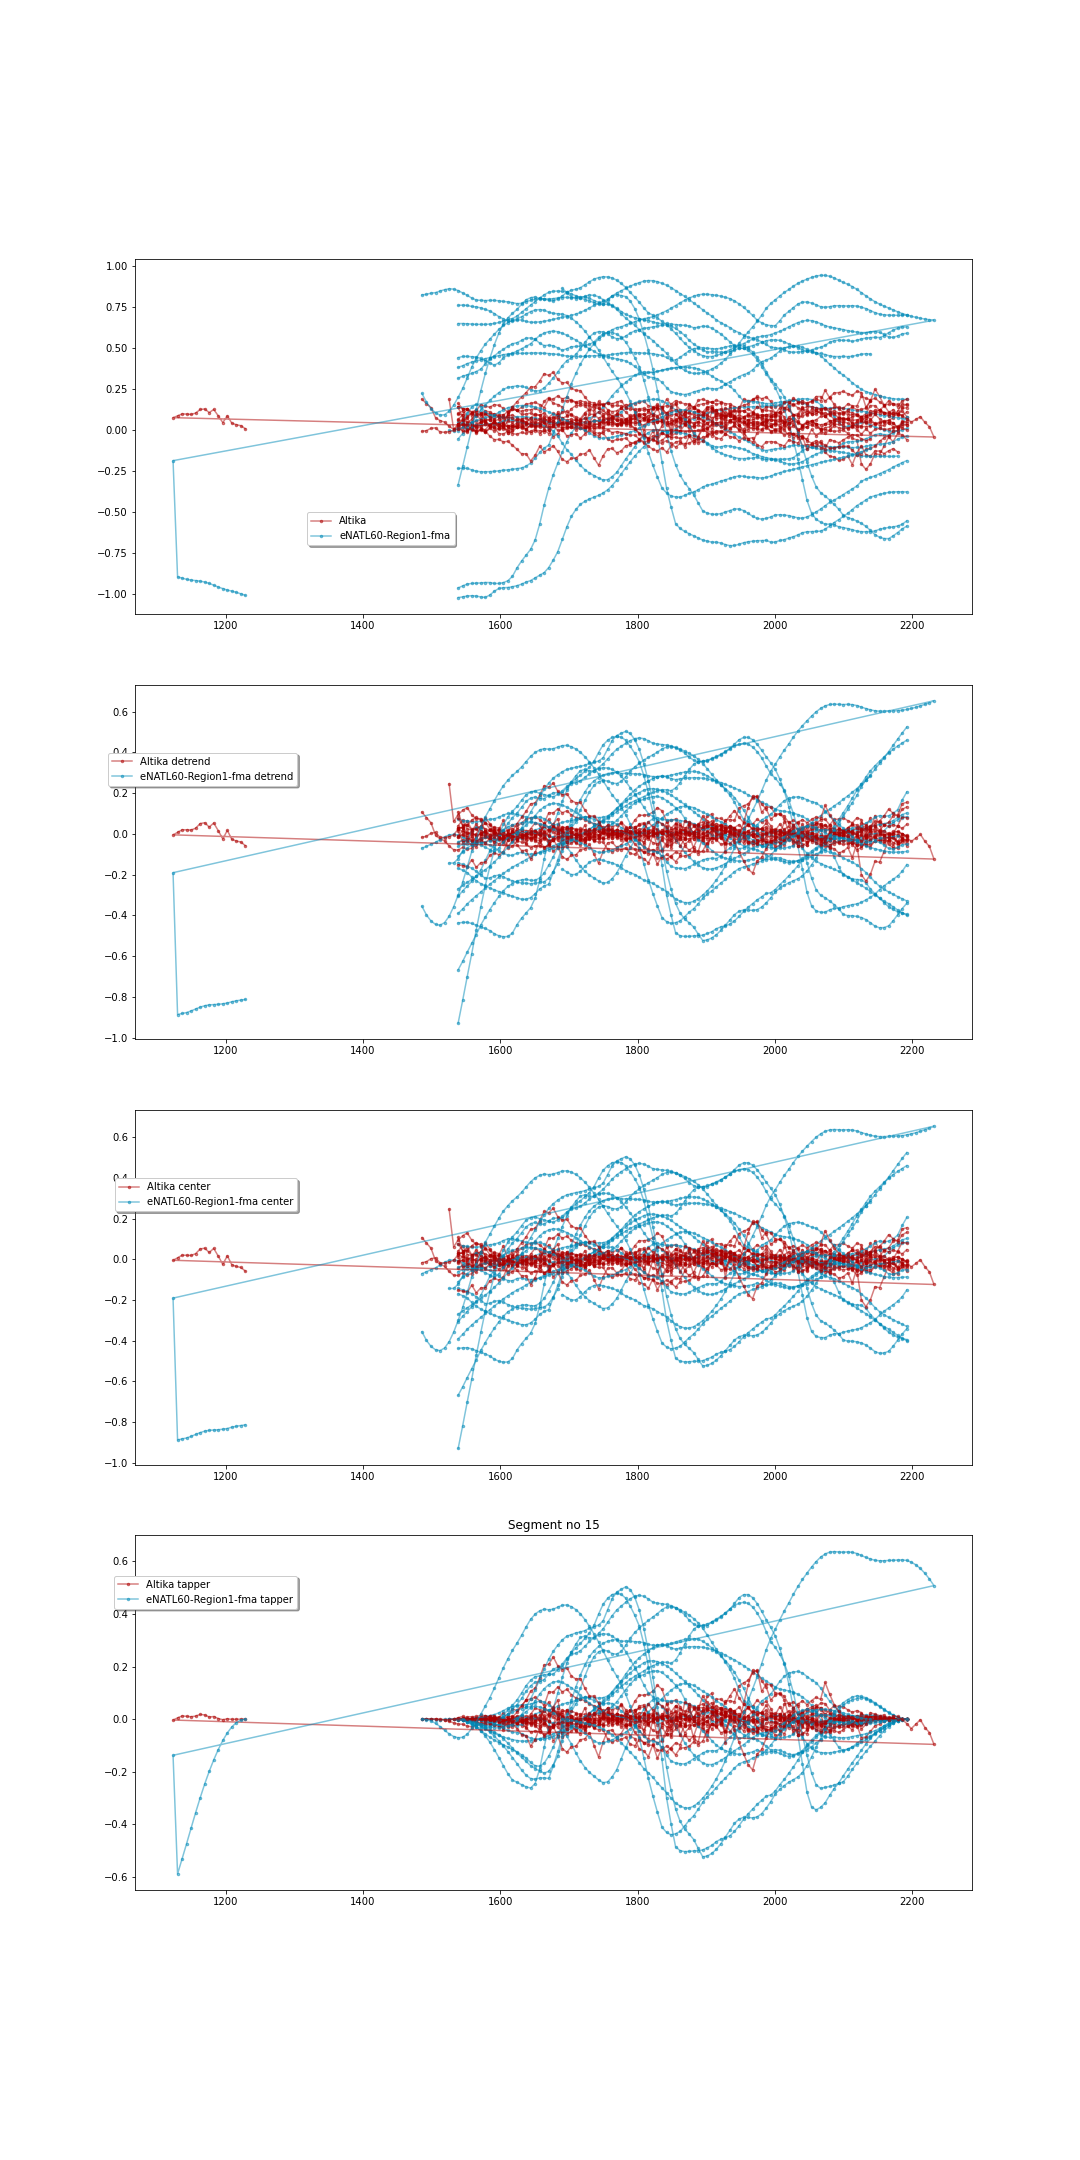 1.00
0.75
0.50
0.25
0.00
−0.25
−0.50
−0.75
−1.00
Altika
eNATL60-Region1-fma
1200 1400 1600 1800 2000 2200
0.6
0.4
Altika detrend
eNATL60-Region1-fma detrend
0.2
0.0
−0.2
−0.4
−0.6
−0.8
−1.0
1200 1400 1600 1800 2000 2200
0.6
0.4
Altika center
eNATL60-Region1-fma center
0.2
0.0
−0.2
−0.4
−0.6
−0.8
−1.0
1200 1400 1600 1800 2000 2200
Segment no 15
0.6
Altika tapper
eNATL60-Region1-fma tapper
0.4
0.2
0.0
−0.2
−0.4
−0.6
1200 1400 1600 1800 2000 2200